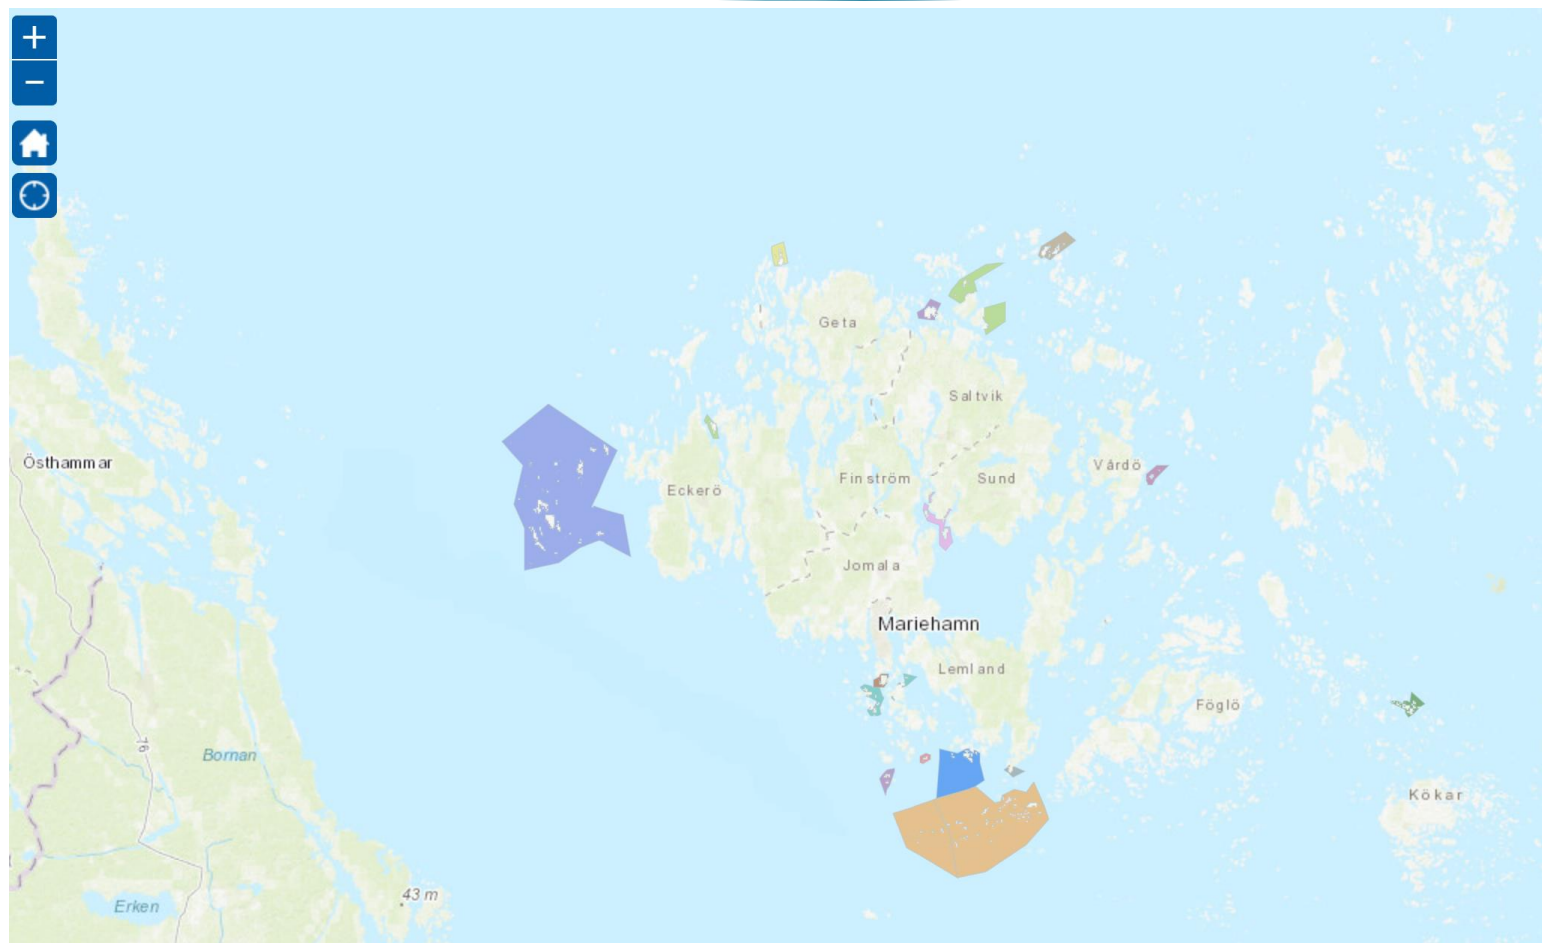 Geta
Saltvik
Östhammar
Vårdö
Finström
Sund
Eckerö
Jomala
Mariehamn
Lemland
Föglö
76
Bornan
Kökar
43 m
Erken